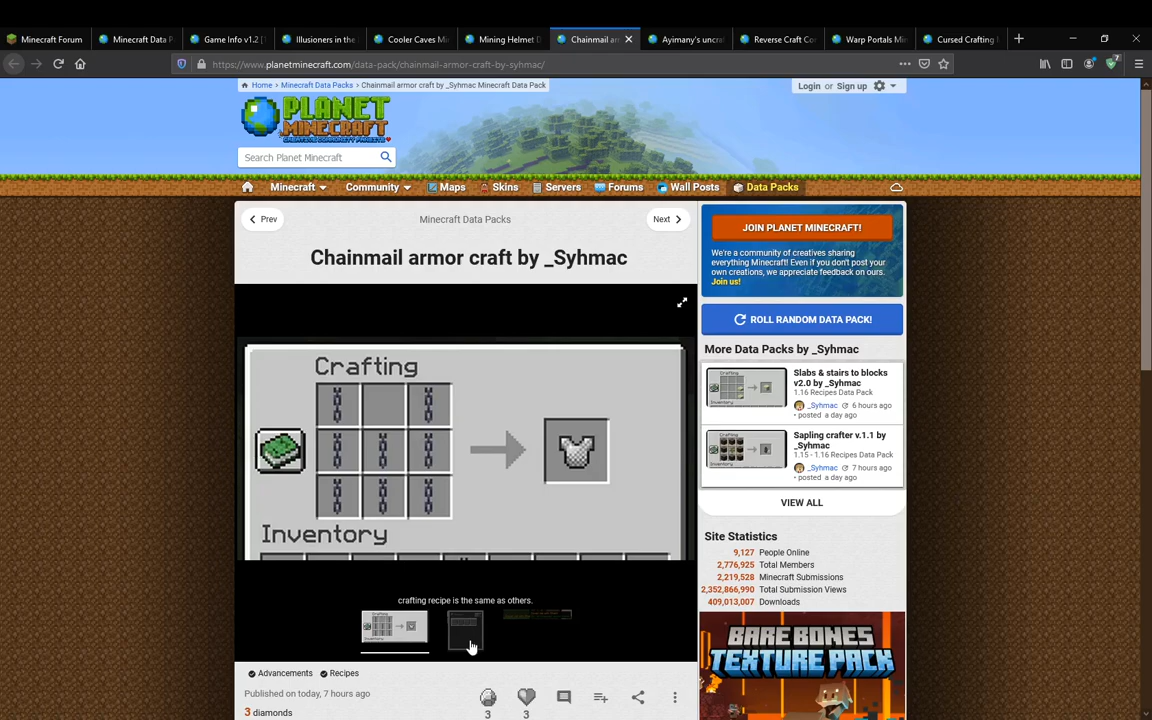 Minecraft Forum
Minecraft Data P
Game Info v1.2 [
Illusioners in the
Cooler Caves Mi
Mining Helmet D
Chainmail arm
Ayimany's uncra
Reverse Craft Co
Warp Portals Min
Cursed Crafting
https://www.planetminecraft.com/data-pack/chainmail-armor-craft-by-syhmac/
7
Home › Minecraft Data Packs › Chainmail armor craft by _Syhmac Minecraft Data Pack
Login or Sign up
PLANET
MINECRAFT
Search Planet Minecraft
Minecraft
Community
Maps
Skins
Servers
Forums
Wall Posts
Data Packs
Prev
Minecraft Data Packs
Next
Chainmail armor craft by _Syhmac
Crafting
Inventory
crafting recipe is the same as others.
Advancements
Recipes
Published on today, 7 hours ago
3 diamonds
3
3
JOIN PLANET MINECRAFT!
We're a community of creatives sharing
everything Minecraft! Even if you don't post your
own creations, we appreciate feedback on ours.
Join us!
ROLL RANDOM DATA PACK!
More Data Packs by _Syhmac
Slabs & stairs to blocks
v2.0 by _Syhmac
1.16 Recipes Data Pack
_Syhmac 6 hours ago
• posted a day ago
Sapling crafter v.1.1 by
_Syhmac
1.15 - 1.16 Recipes Data Pack
_Syhmac 7 hours ago
• posted a day ago
VIEW ALL
Site Statistics
9,127 People Online
2,776,925 Total Members
2,219,528 Minecraft Submissions
2,352,866,990 Total Submission Views
409,013,007 Downloads
BARE BONES
TEXTURE PACK